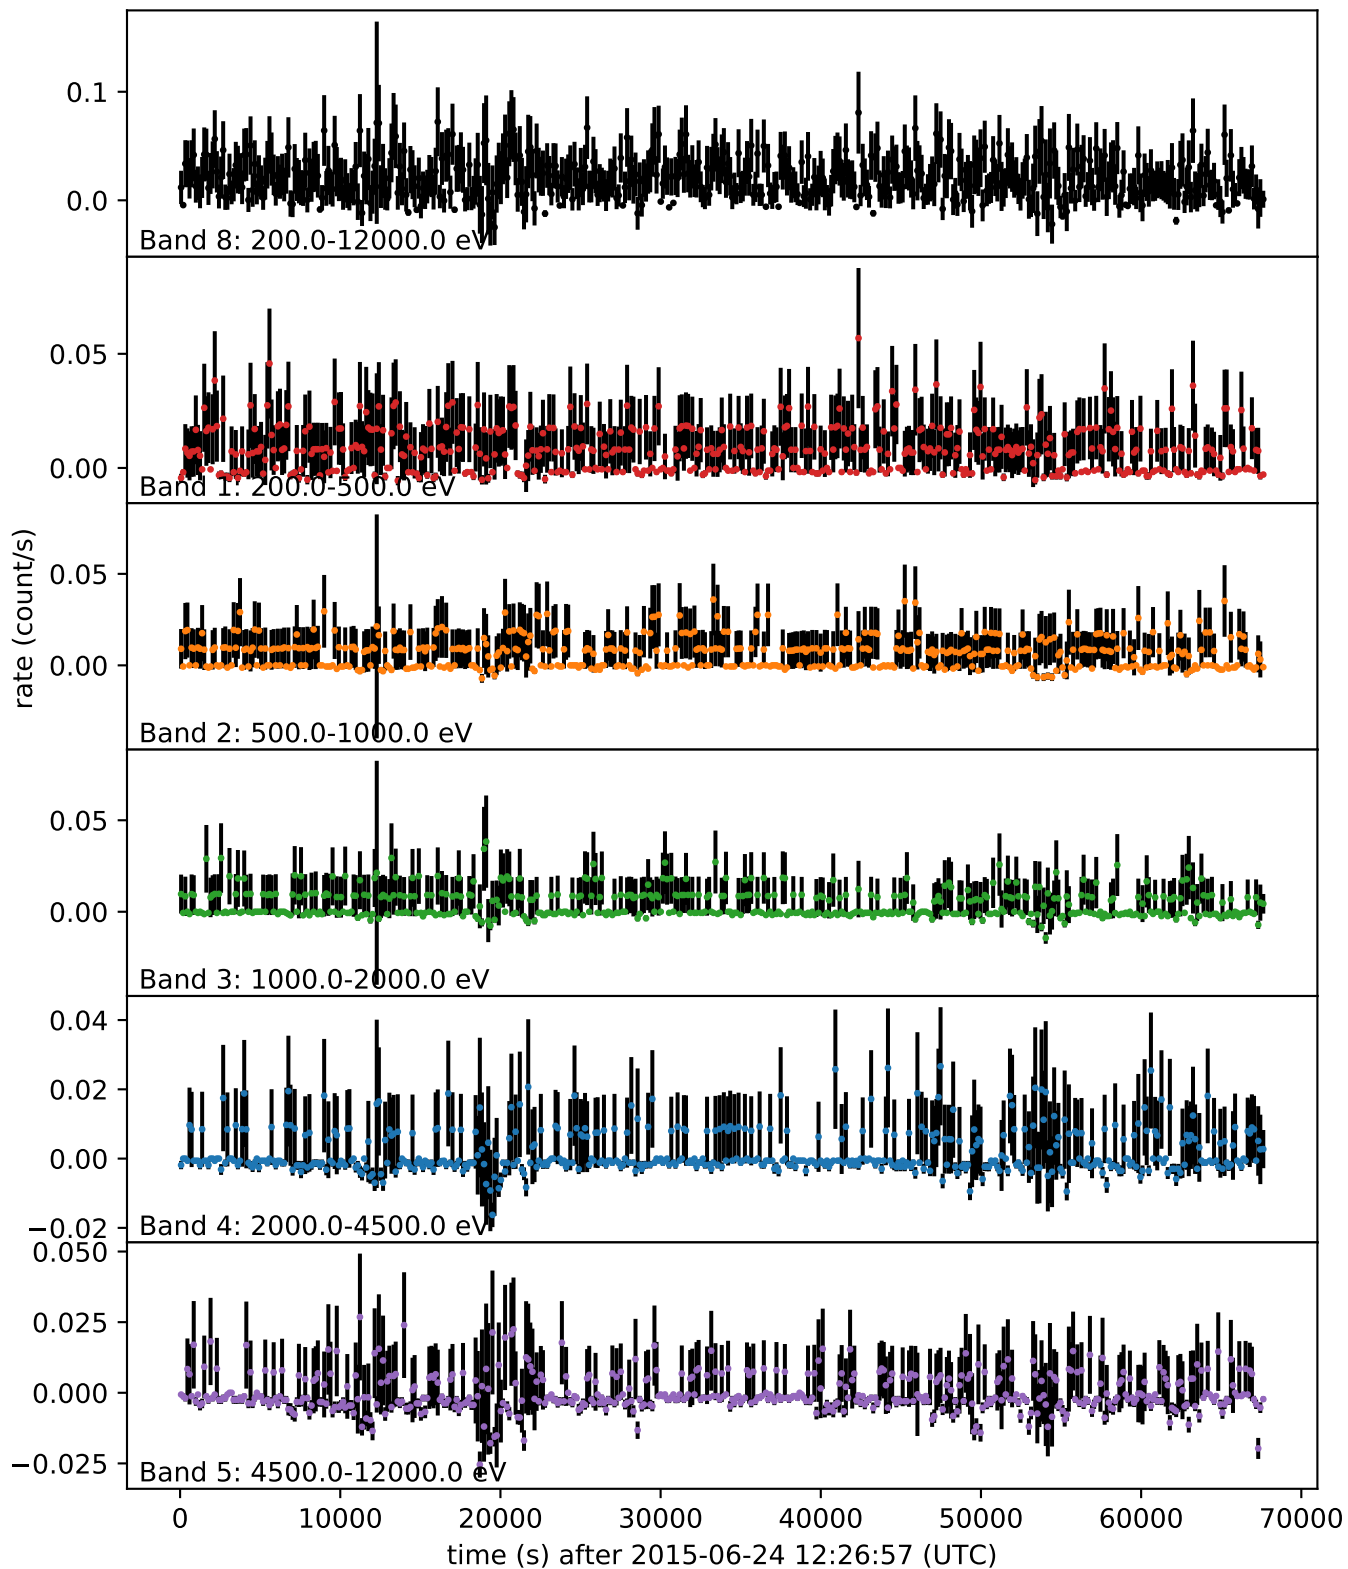 0.1
0.0
Band 8: 200.0-12000.0 eV
0.05
0.00
Band 1: 200.0-500.0 eV
0.05
0.00
Band 2: 500.0-1000.0 eV
rate (count/s)
0.05
0.00
Band 3: 1000.0-2000.0 eV
0.04
0.02
0.00
−0.02
Band 4: 2000.0-4500.0 eV
0.050
0.025
0.000
−0.025
Band 5: 4500.0-12000.0 eV
0 10000 20000 30000 40000 50000 60000 70000
time (s) after 2015-06-24 12:26:57 (UTC)